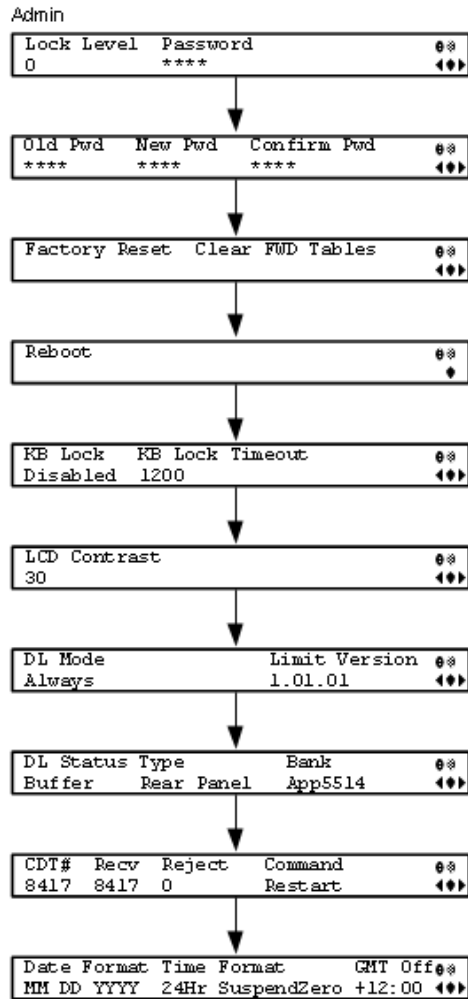 Admin
Lock Level Password
0 ****
Old Pwd New Pwd Confirm Pwd
**** **** ****
Factory Reset Clear FWD Tables
Reboot
KB Lock KB Lock Timeout
Disabled 1200
LCD Contrast
30
DL Mode Limit Version
Always 1.01.01
DL Status Type Bank
Buffer Rear Panel App5514
CDT# Recv Reject Command
8417 8417 0 Restart
Date Format Time Format GMT Off
MM DD YYYY 24Hr SuspendZero +12:00